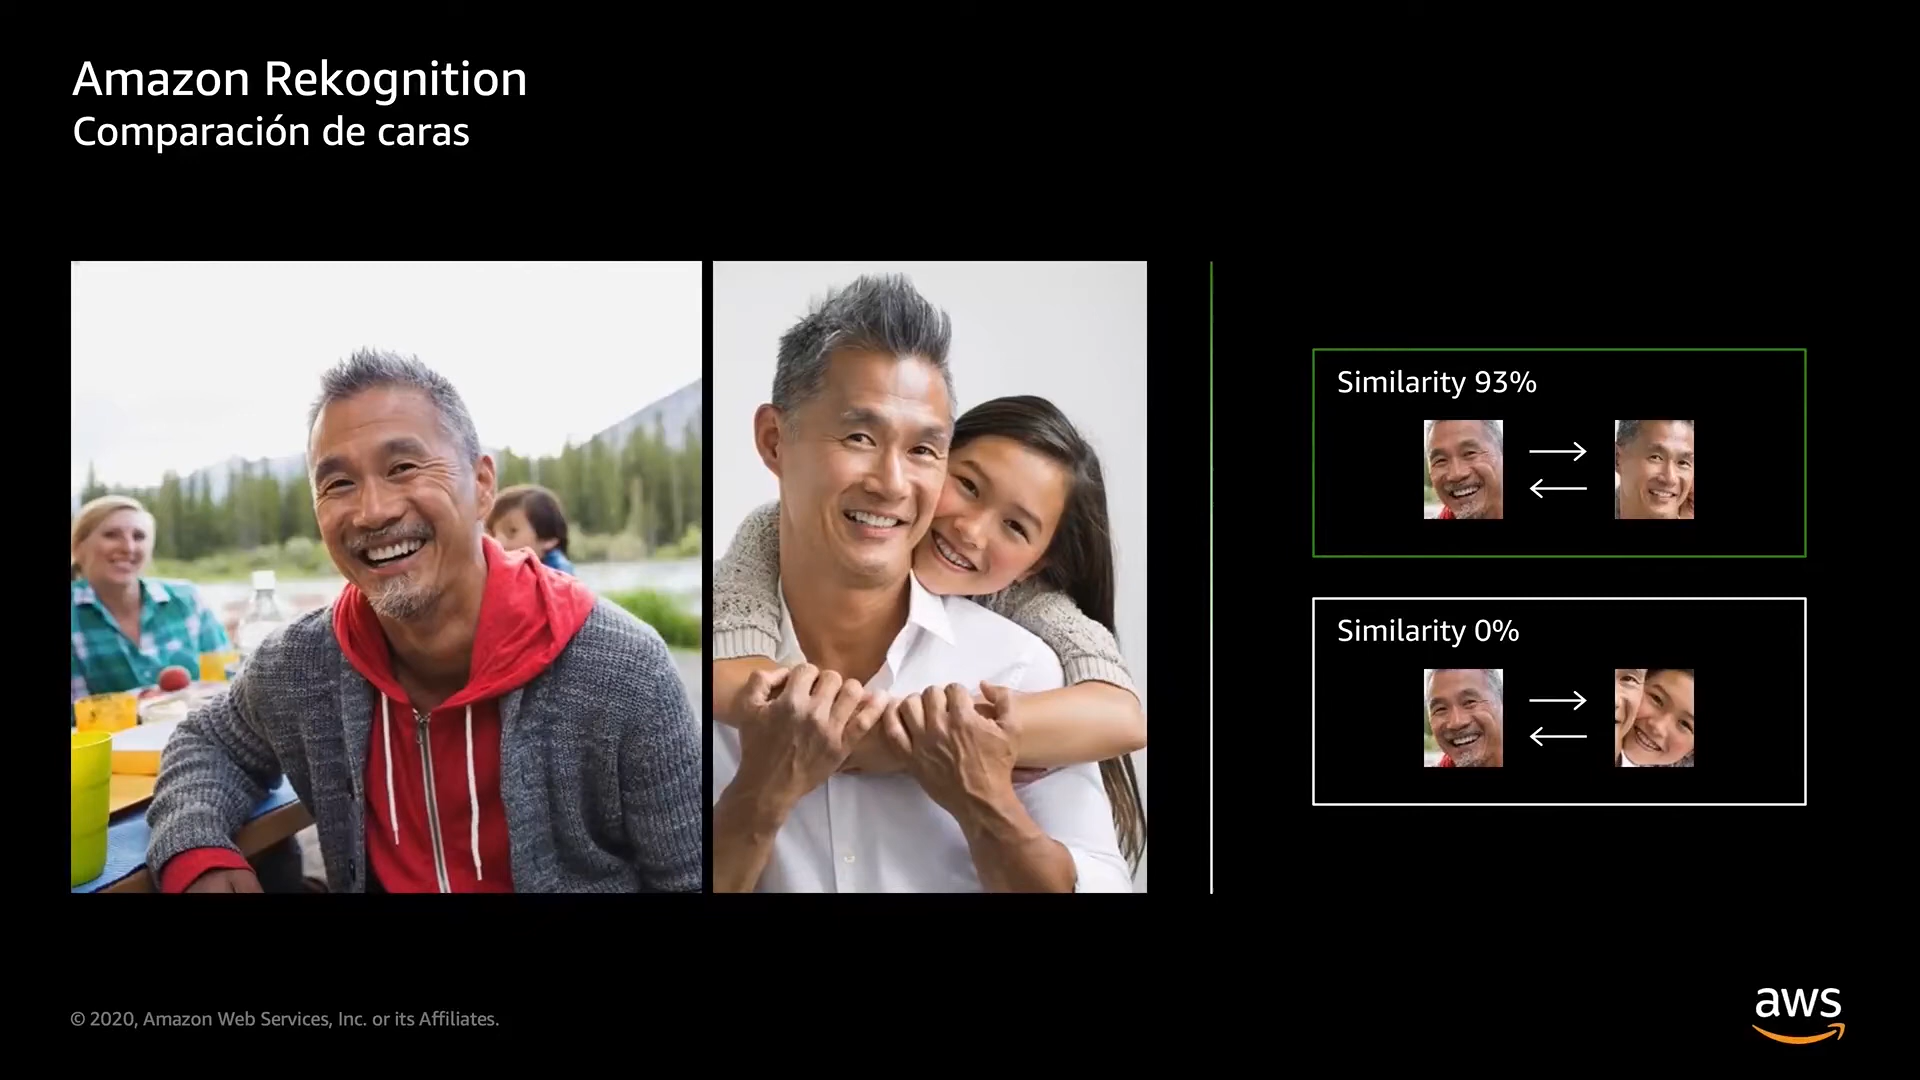 Amazon Rekognition
Comparación de caras
Similarity 93%
Similarity 0%
© 2020, Amazon Web Services, Inc. or its Affiliates.
aws